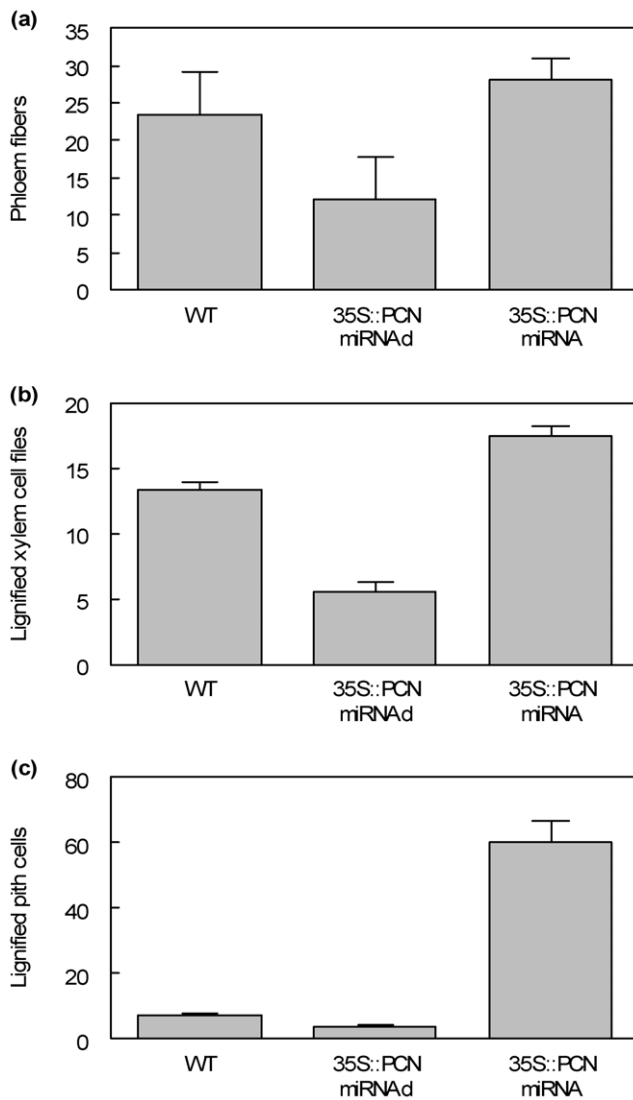 (a)
Phloem fibers
35
30
25
20
15
10
5
0
WT
35S::PCN
miRNAd
35S::PCN
miRNA
(b)
Lignified xylem cell files
20
15
10
5
0
WT
35S::PCN
miRNAd
35S::PCN
miRNA
(c)
Lignified pith cells
80
60
40
20
0
WT
35S::PCN
miRNAd
35S::PCN
miRNA